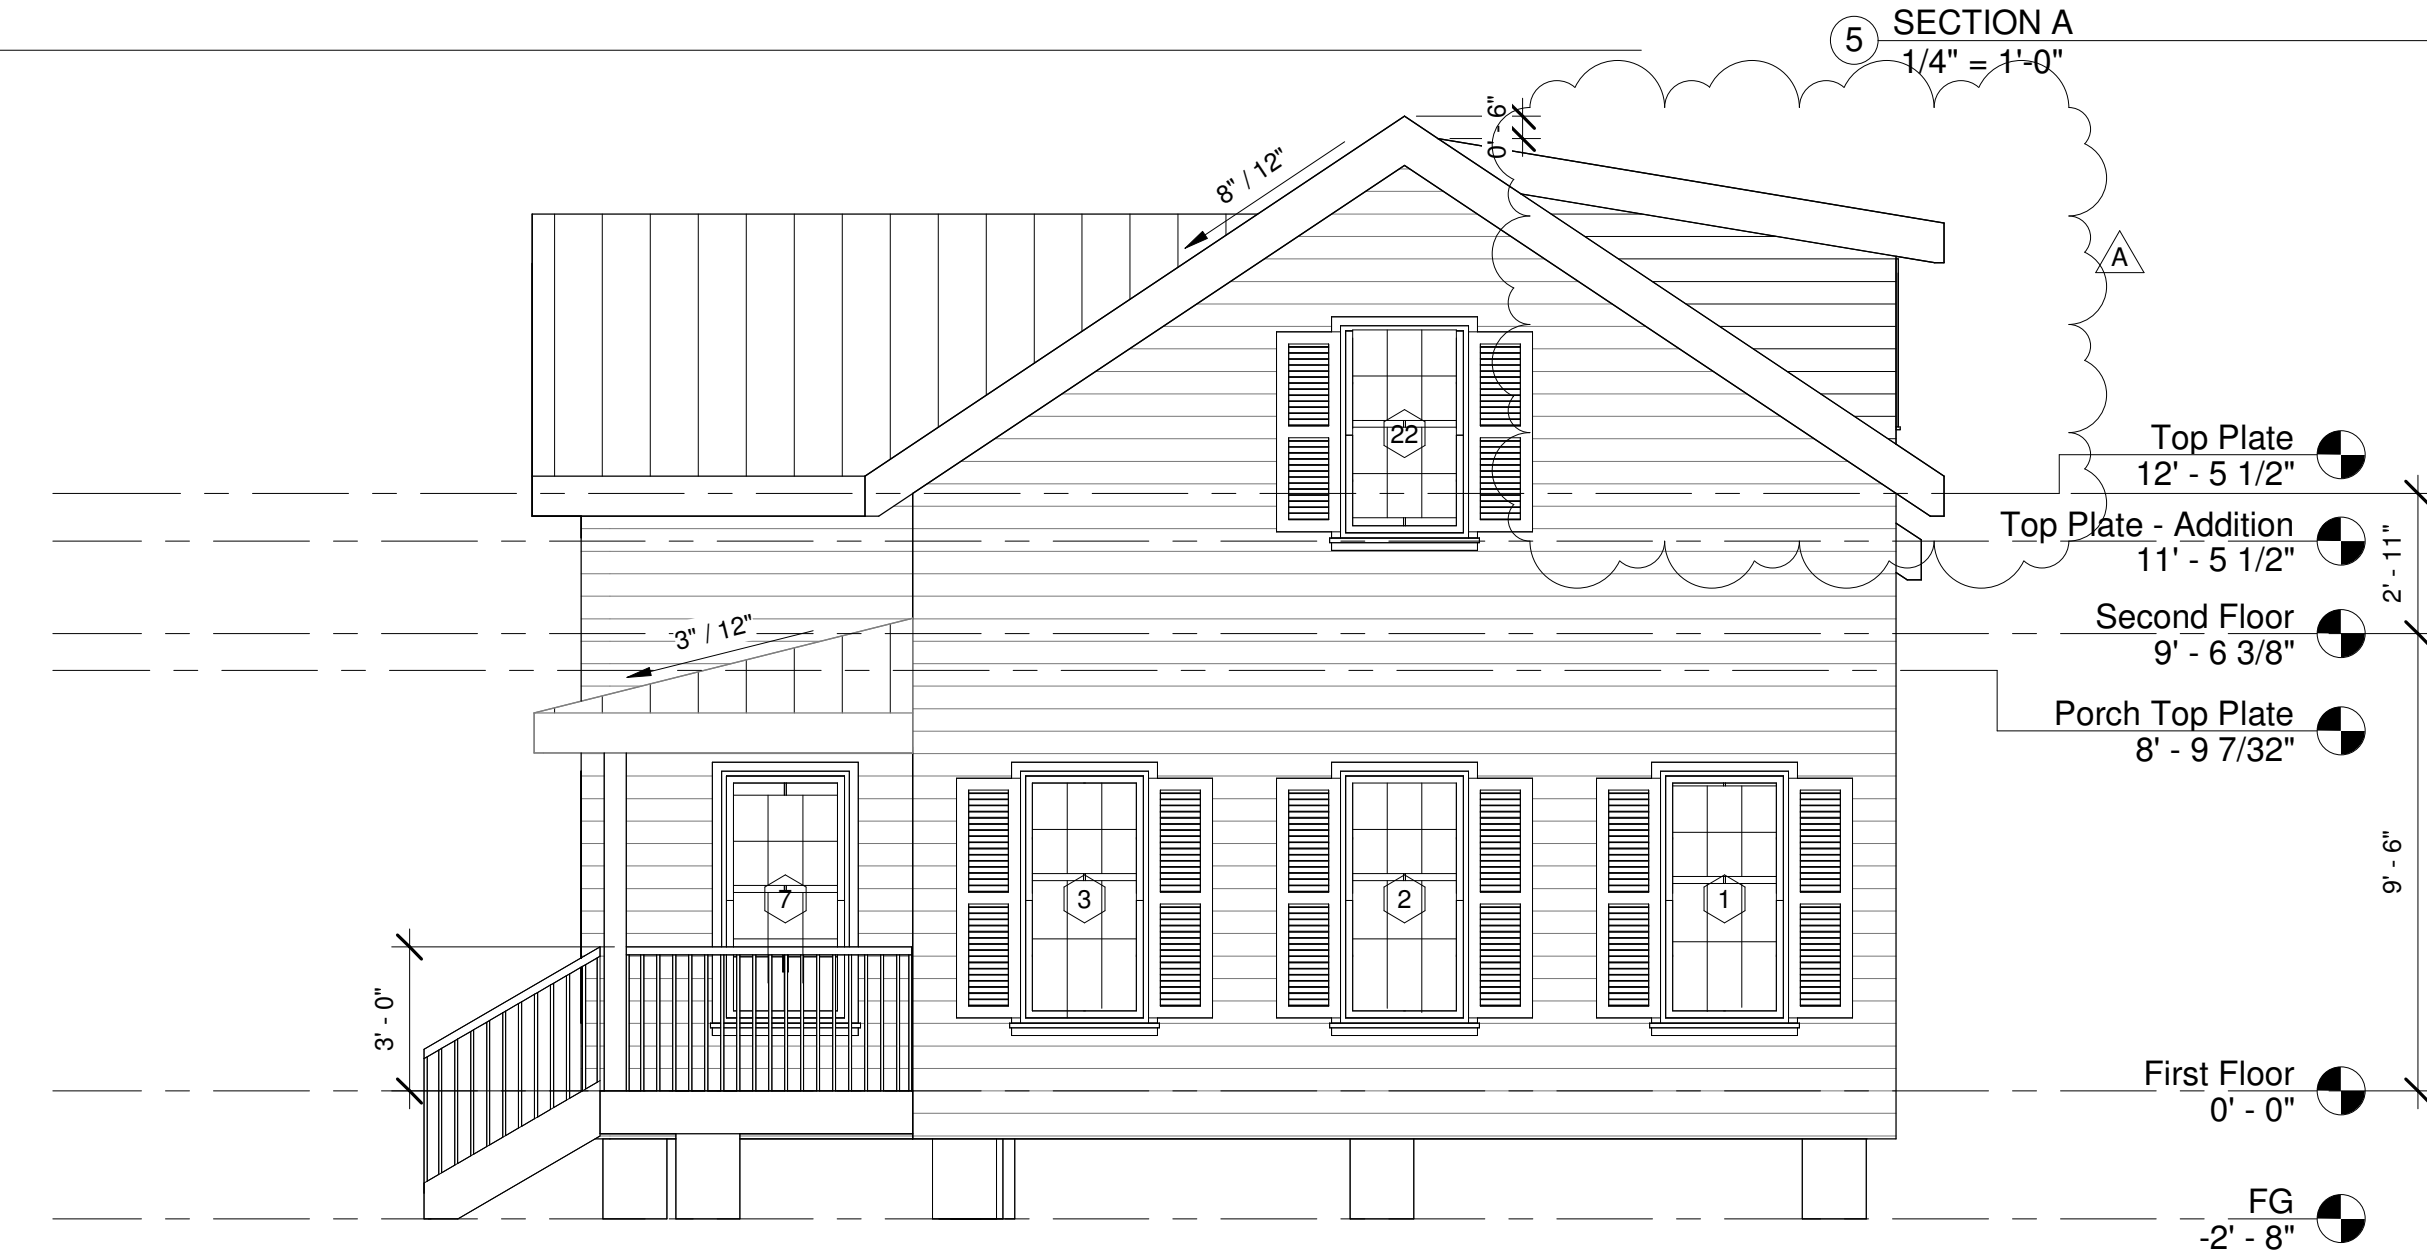 5
SECTION A
1/4" = 1'-0"
0' - 6"
8" / 12"
A
22
Top Plate
12' - 5 1/2"
Top Plate - Addition
11' - 5 1/2"
2' - 11"
Second Floor
9' - 6 3/8"
3" / 12"
Porch Top Plate
8' - 9 7/32"
9' - 6"
7
3
2
1
3' - 0"
First Floor
0' - 0"
FG
-2' - 8"